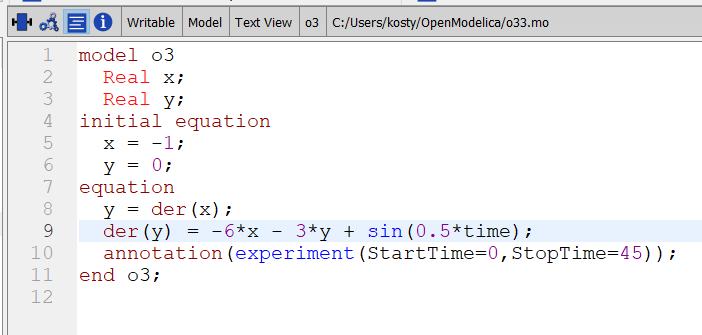 Writable Model Text View o3 C:/Users/kosty/OpenModelica/o33.mo
1 model o3
2   Real x;
3   Real y;
4 initial equation
5   x = -1;
6   y = 0;
7 equation
8   y = der(x);
9   der(y) = -6*x - 3*y + sin(0.5*time);
10   annotation(experiment(StartTime=0,StopTime=45));
11 end o3;
12